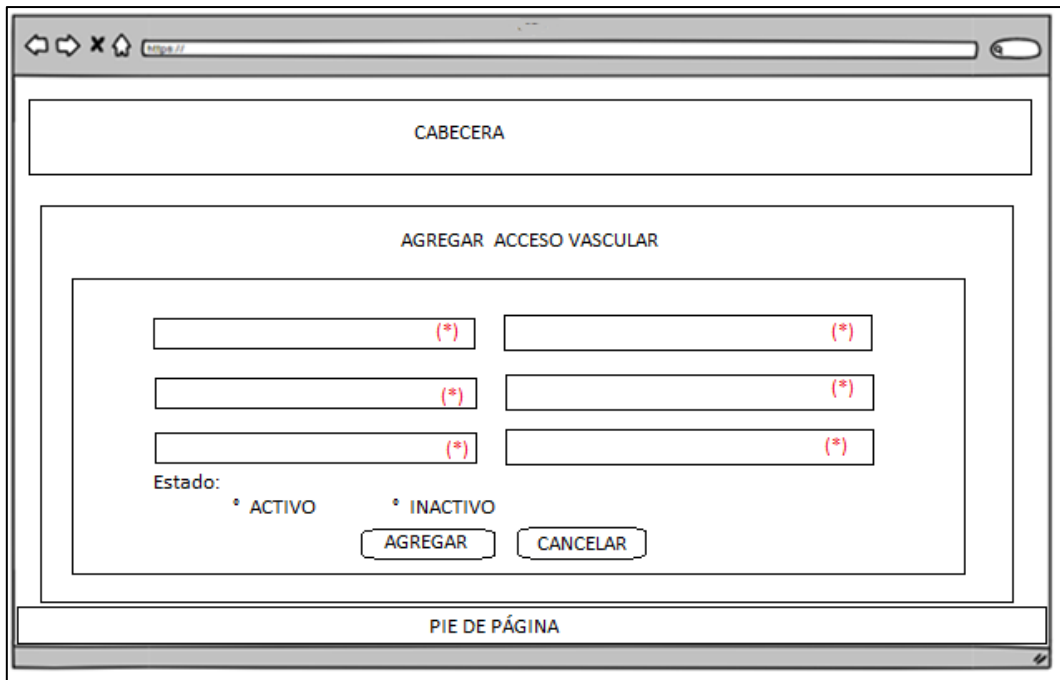 https://
CABECERA
AGREGAR ACCESO VASCULAR
(*) (*)
(*) (*)
(*) (*)
Estado:
° ACTIVO ° INACTIVO
AGREGAR CANCELAR
PIE DE PÁGINA